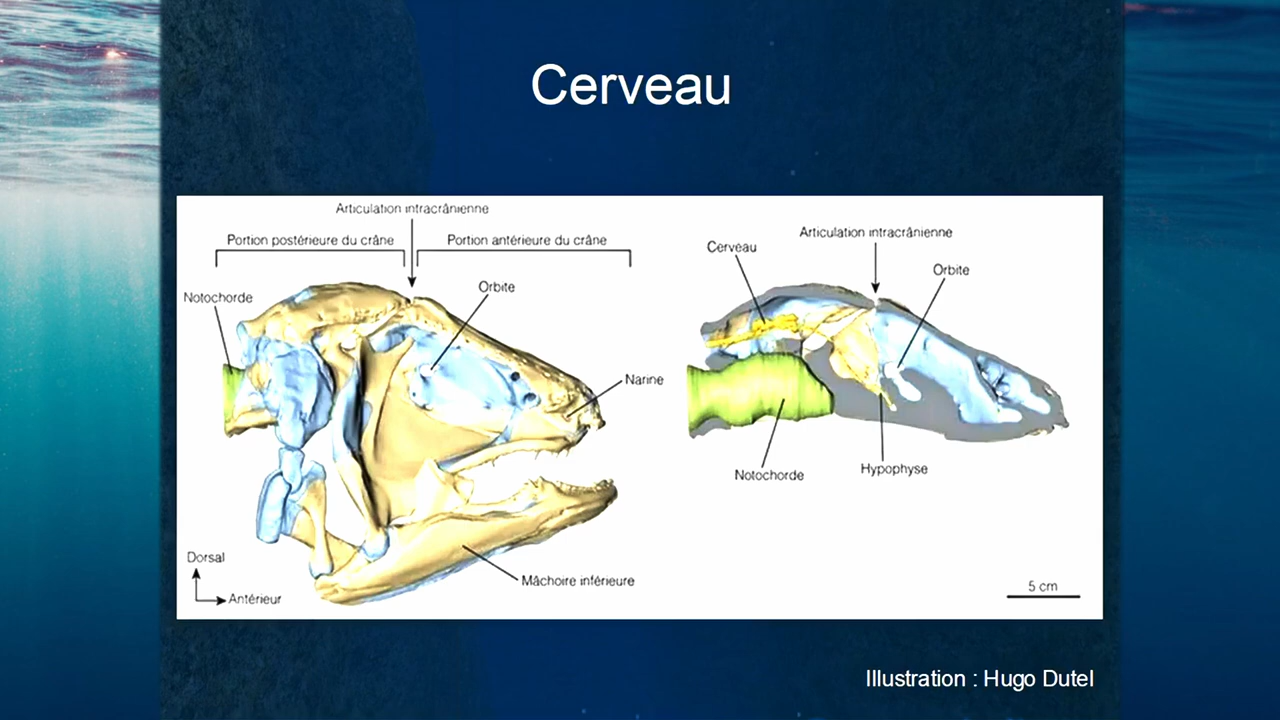 Cerveau
Articulation intracrânienne
Portion postérieure du crâne
Portion antérieure du crâne
Notochorde
Orbite
Narine
Mâchoire inférieure
Dorsal
Antérieur
Articulation intracrânienne
Cerveau
Orbite
Notochorde
Hypophyse
5 cm
Illustration : Hugo Dutel